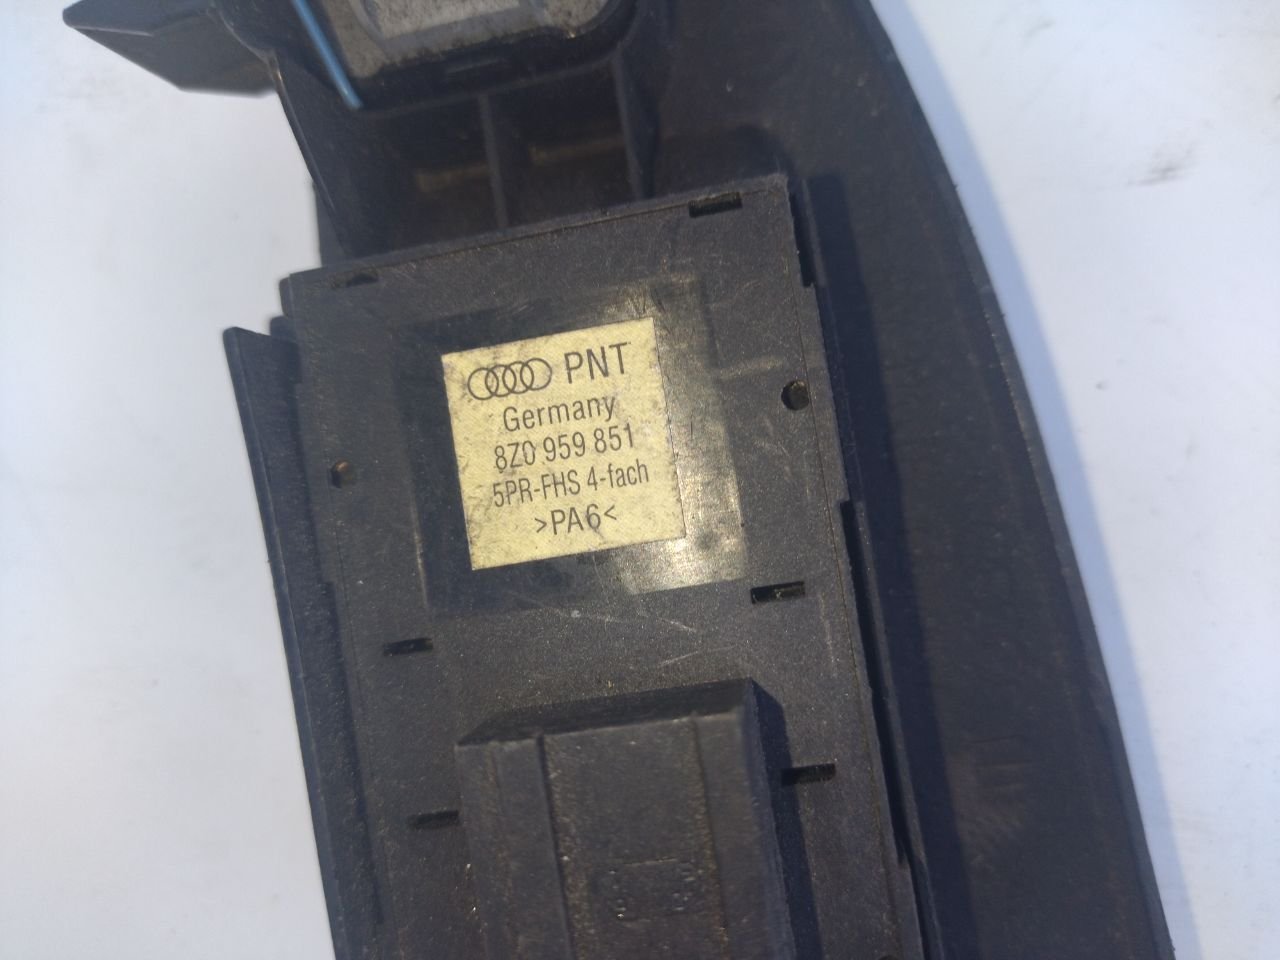 PNT
Germany
8Z0 959 851
5PR-FHS 4-fach
>PA6<